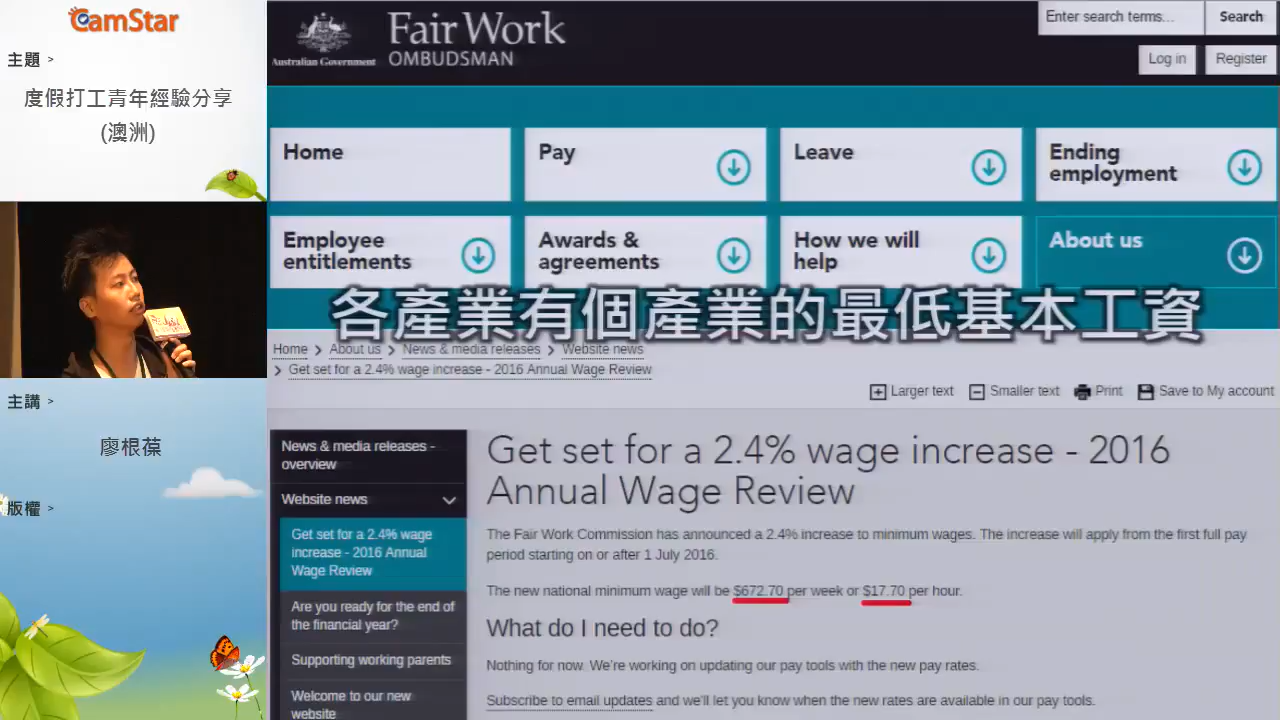 CamStar
主題 >
度假打工青年經驗分享
(澳洲)
主講 >
廖根葆
版權 >
Australian Government
Fair Work
OMBUDSMAN
Enter search terms...
Search
Log in
Register
Home
Pay
Leave
Ending
employment
Employee
entitlements
Awards &
agreements
How we will
help
About us
各產業有個產業的最低基本工資
Home > About us > News & media releases > Website news
> Get set for a 2.4% wage increase - 2016 Annual Wage Review
Larger text
Smaller text
Print
Save to My account
News & media releases -
overview
Website news
Get set for a 2.4% wage
increase - 2016 Annual
Wage Review
Are you ready for the end of
the financial year?
Supporting working parents
Welcome to our new
website
Get set for a 2.4% wage increase - 2016
Annual Wage Review
The Fair Work Commission has announced a 2.4% increase to minimum wages. The increase will apply from the first full pay
period starting on or after 1 July 2016.
The new national minimum wage will be $672.70 per week or $17.70 per hour.
What do I need to do?
Nothing for now. We're working on updating our pay tools with the new pay rates.
Subscribe to email updates and we'll let you know when the new rates are available in our pay tools.